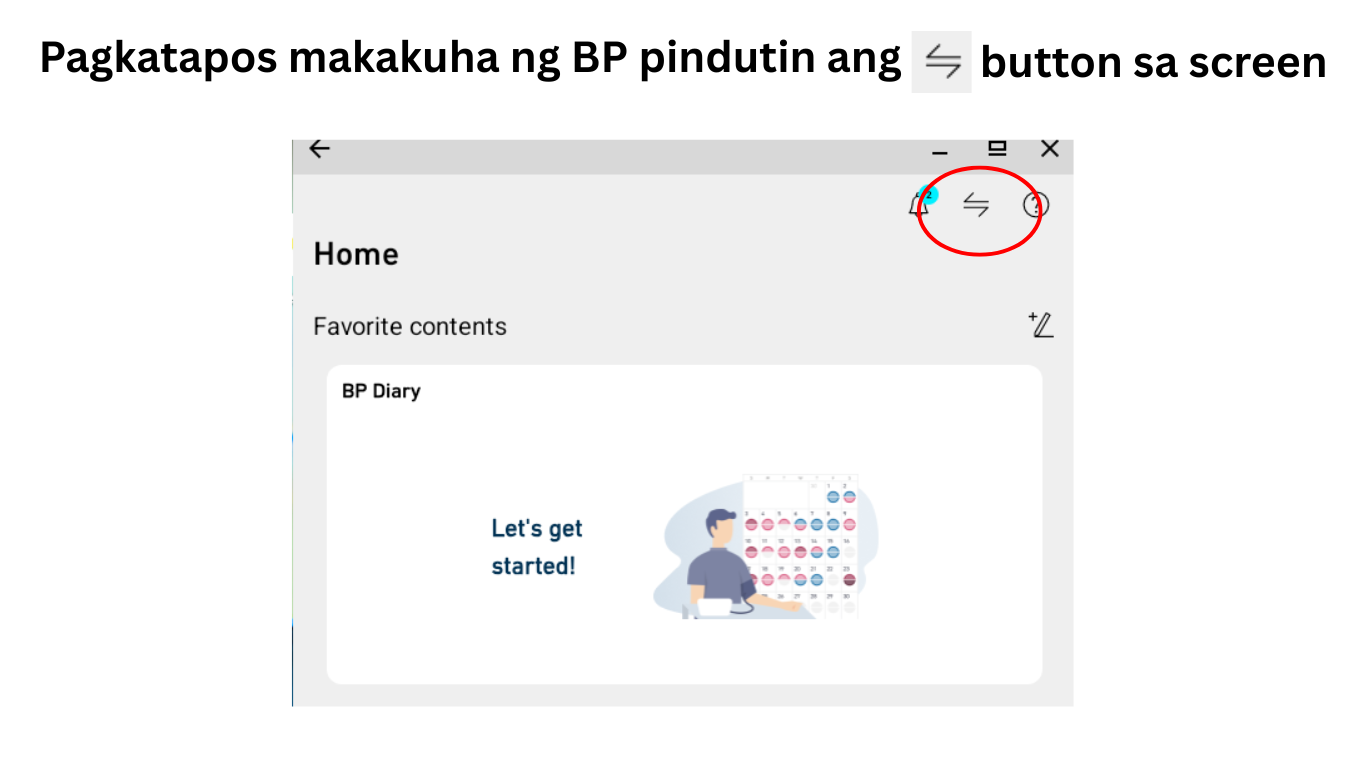 Pagkatapos makakuha ng BP pindutin ang ⇋ button sa screen
2
Home
Favorite contents
BP Diary
Let's get
started!